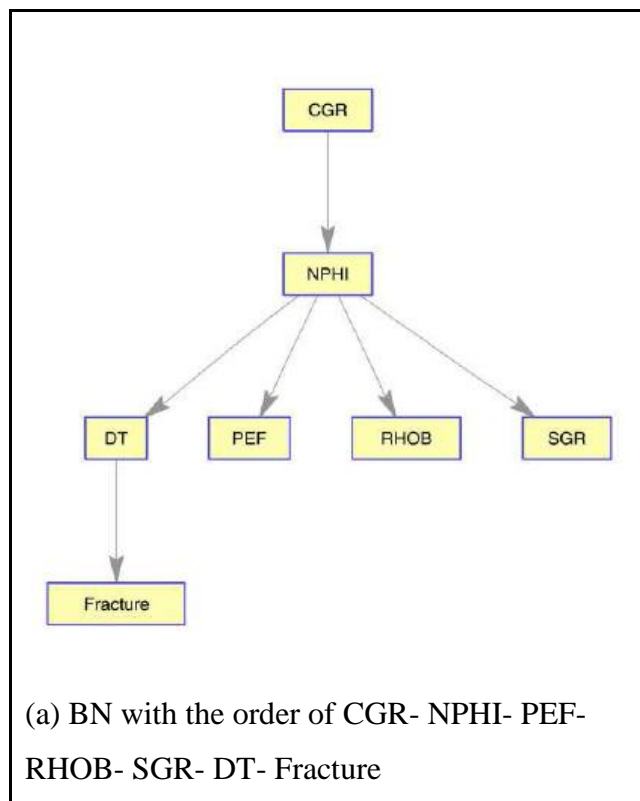 CGR
NPHI
DT PEF RHOB SGR
Fracture
(a) BN with the order of CGR- NPHI- PEF-
RHOB- SGR- DT- Fracture